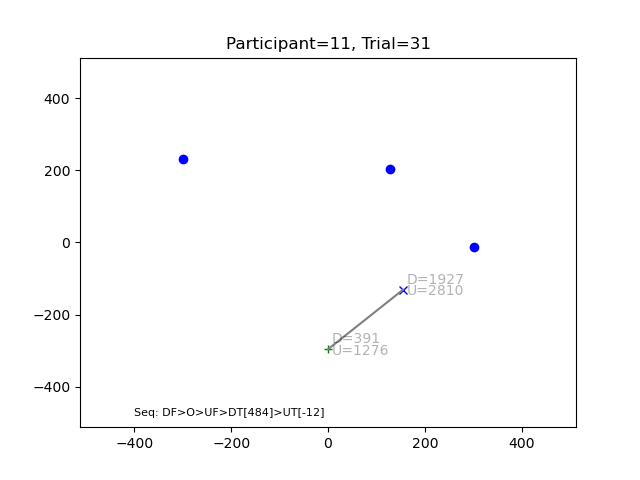 Participant=11, Trial=31
400
200
0
−200
−400
D=1927
U=2810
D=391
U=1276
Seq: DF>O>UF>DT[484]>UT[-12]
−400
−200
0
200
400